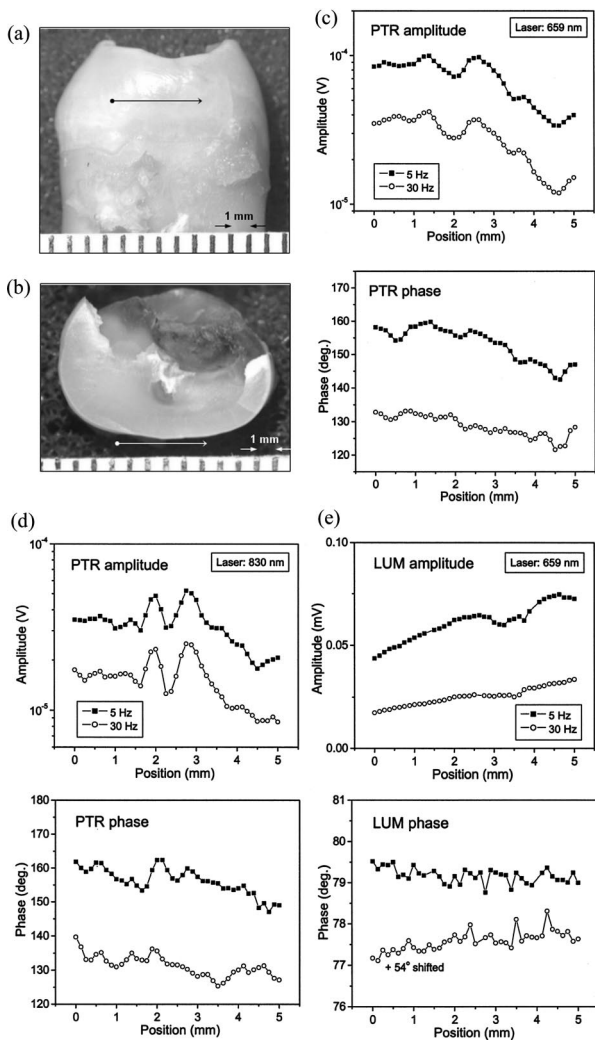 (a)
1 mm
(b)
1 mm
(c)
PTR amplitude
Laser: 659 nm
10⁻⁴
10⁻⁵
Amplitude (V)
5 Hz
30 Hz
0 1 2 3 4 5
Position (mm)
PTR phase
160
150
140
130
120
Phase (deg.)
0 1 2 3 4 5
Position (mm)
(d)
PTR amplitude
Laser: 830 nm
10⁻⁴
10⁻⁵
Amplitude (V)
5 Hz
30 Hz
0 1 2 3 4 5
Position (mm)
PTR phase
180
170
160
150
140
130
120
Phase (deg.)
0 1 2 3 4 5
Position (mm)
(e)
LUM amplitude
Laser: 659 nm
0.10
0.05
0.00
Amplitude (mV)
5 Hz
30 Hz
0 1 2 3 4 5
Position (mm)
LUM phase
81
80
79
78
77
76
Phase (deg.)
+ 54° shifted
0 1 2 3 4 5
Position (mm)